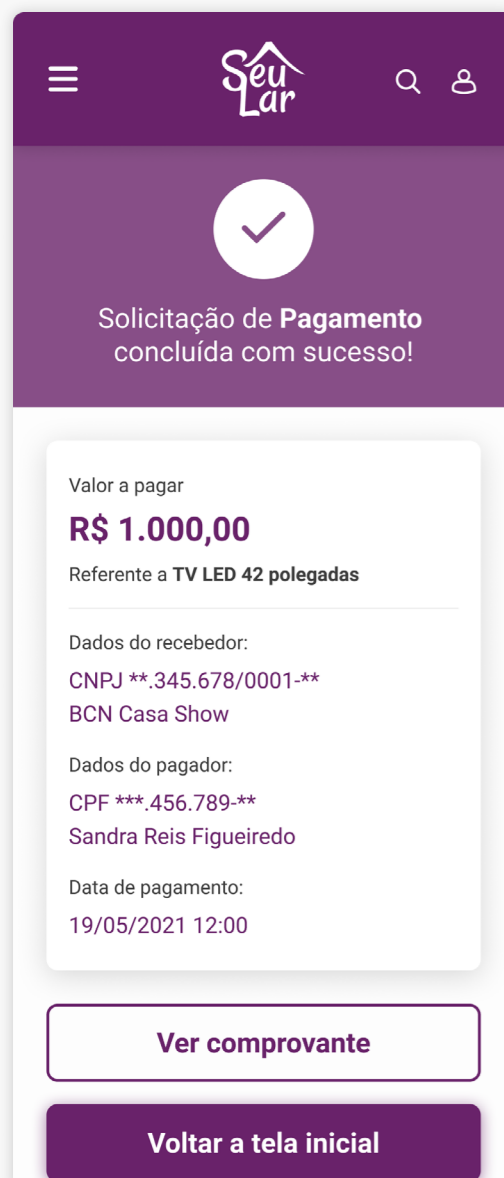 Seu
Lar
Solicitação de Pagamento
concluída com sucesso!
Valor a pagar
R$ 1.000,00
Referente a TV LED 42 polegadas
Dados do recebedor:
CNPJ **.345.678/0001-**
BCN Casa Show
Dados do pagador:
CPF ***.456.789-**
Sandra Reis Figueiredo
Data de pagamento:
19/05/2021 12:00
Ver comprovante
Voltar a tela inicial